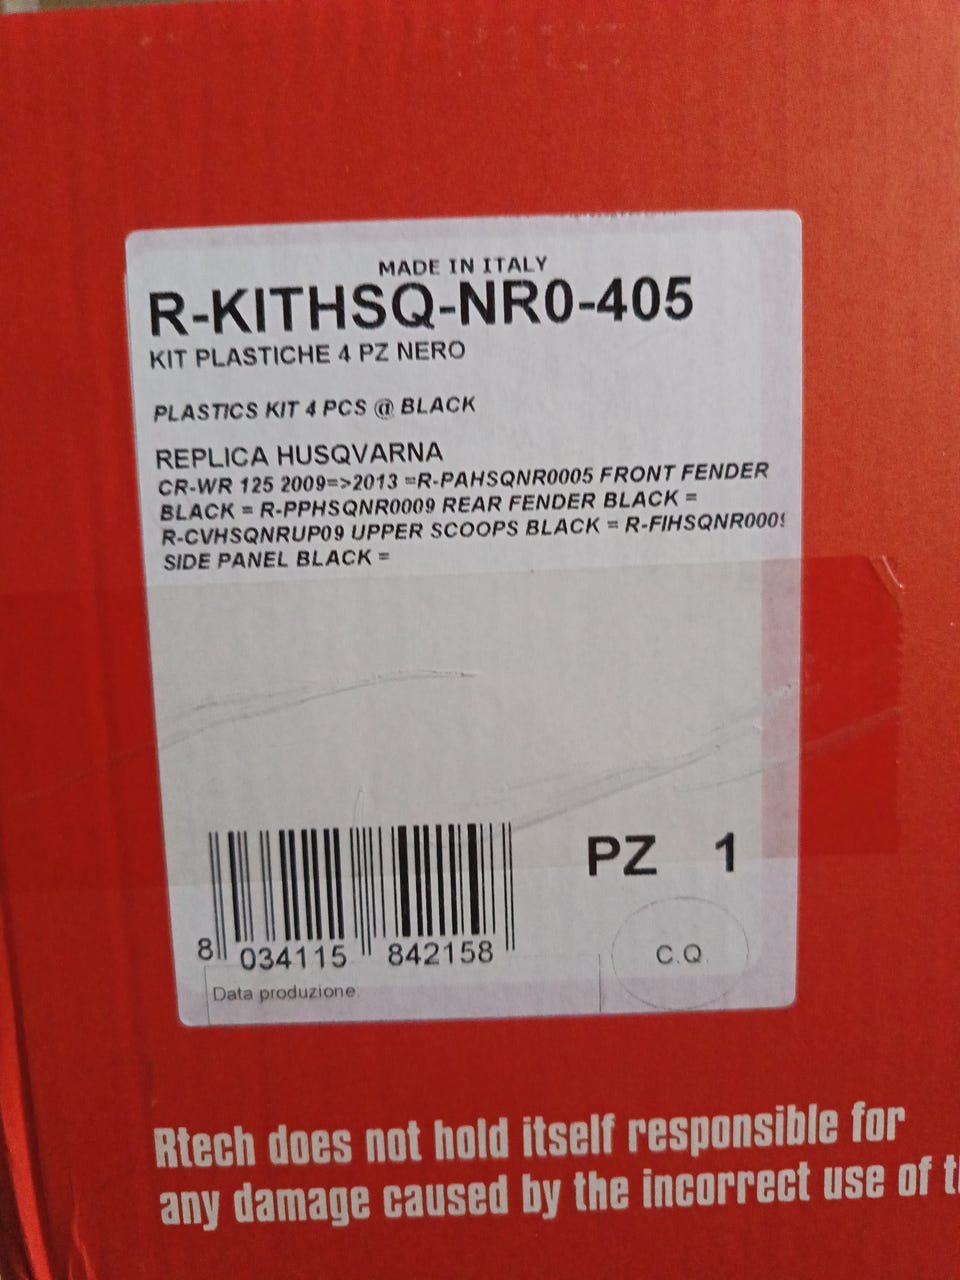 MADE IN ITALY
R-KITHSQ-NR0-405
KIT PLASTICHE 4 PZ NERO
PLASTICS KIT 4 PCS @ BLACK
REPLICA HUSQVARNA
CR-WR 125 2009=>2013 =R-PAHSQNR0005 FRONT FENDER
BLACK = R-PPHSQNR0009 REAR FENDER BLACK =
R-CVHSQNRUP09 UPPER SCOOPS BLACK = R-FIHSQNR0009
SIDE PANEL BLACK =
PZ 1
8 034115 842158
C.Q.
Data produzione
Rtech does not hold itself responsible for
any damage caused by the incorrect use of